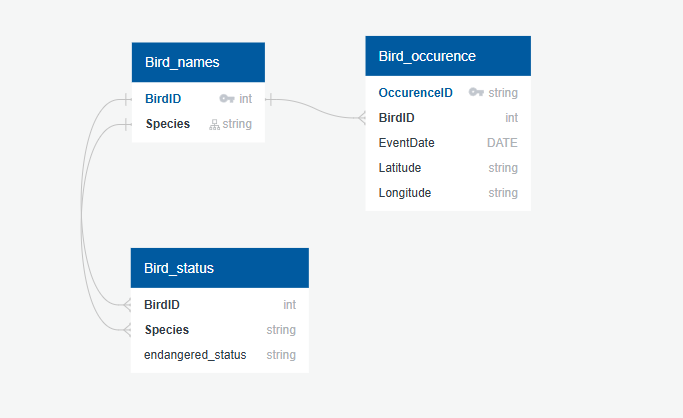 Bird_names
BirdID int
Species string
Bird_occurence
OccurenceID string
BirdID int
EventDate DATE
Latitude string
Longitude string
Bird_status
BirdID int
Species string
endangered_status string